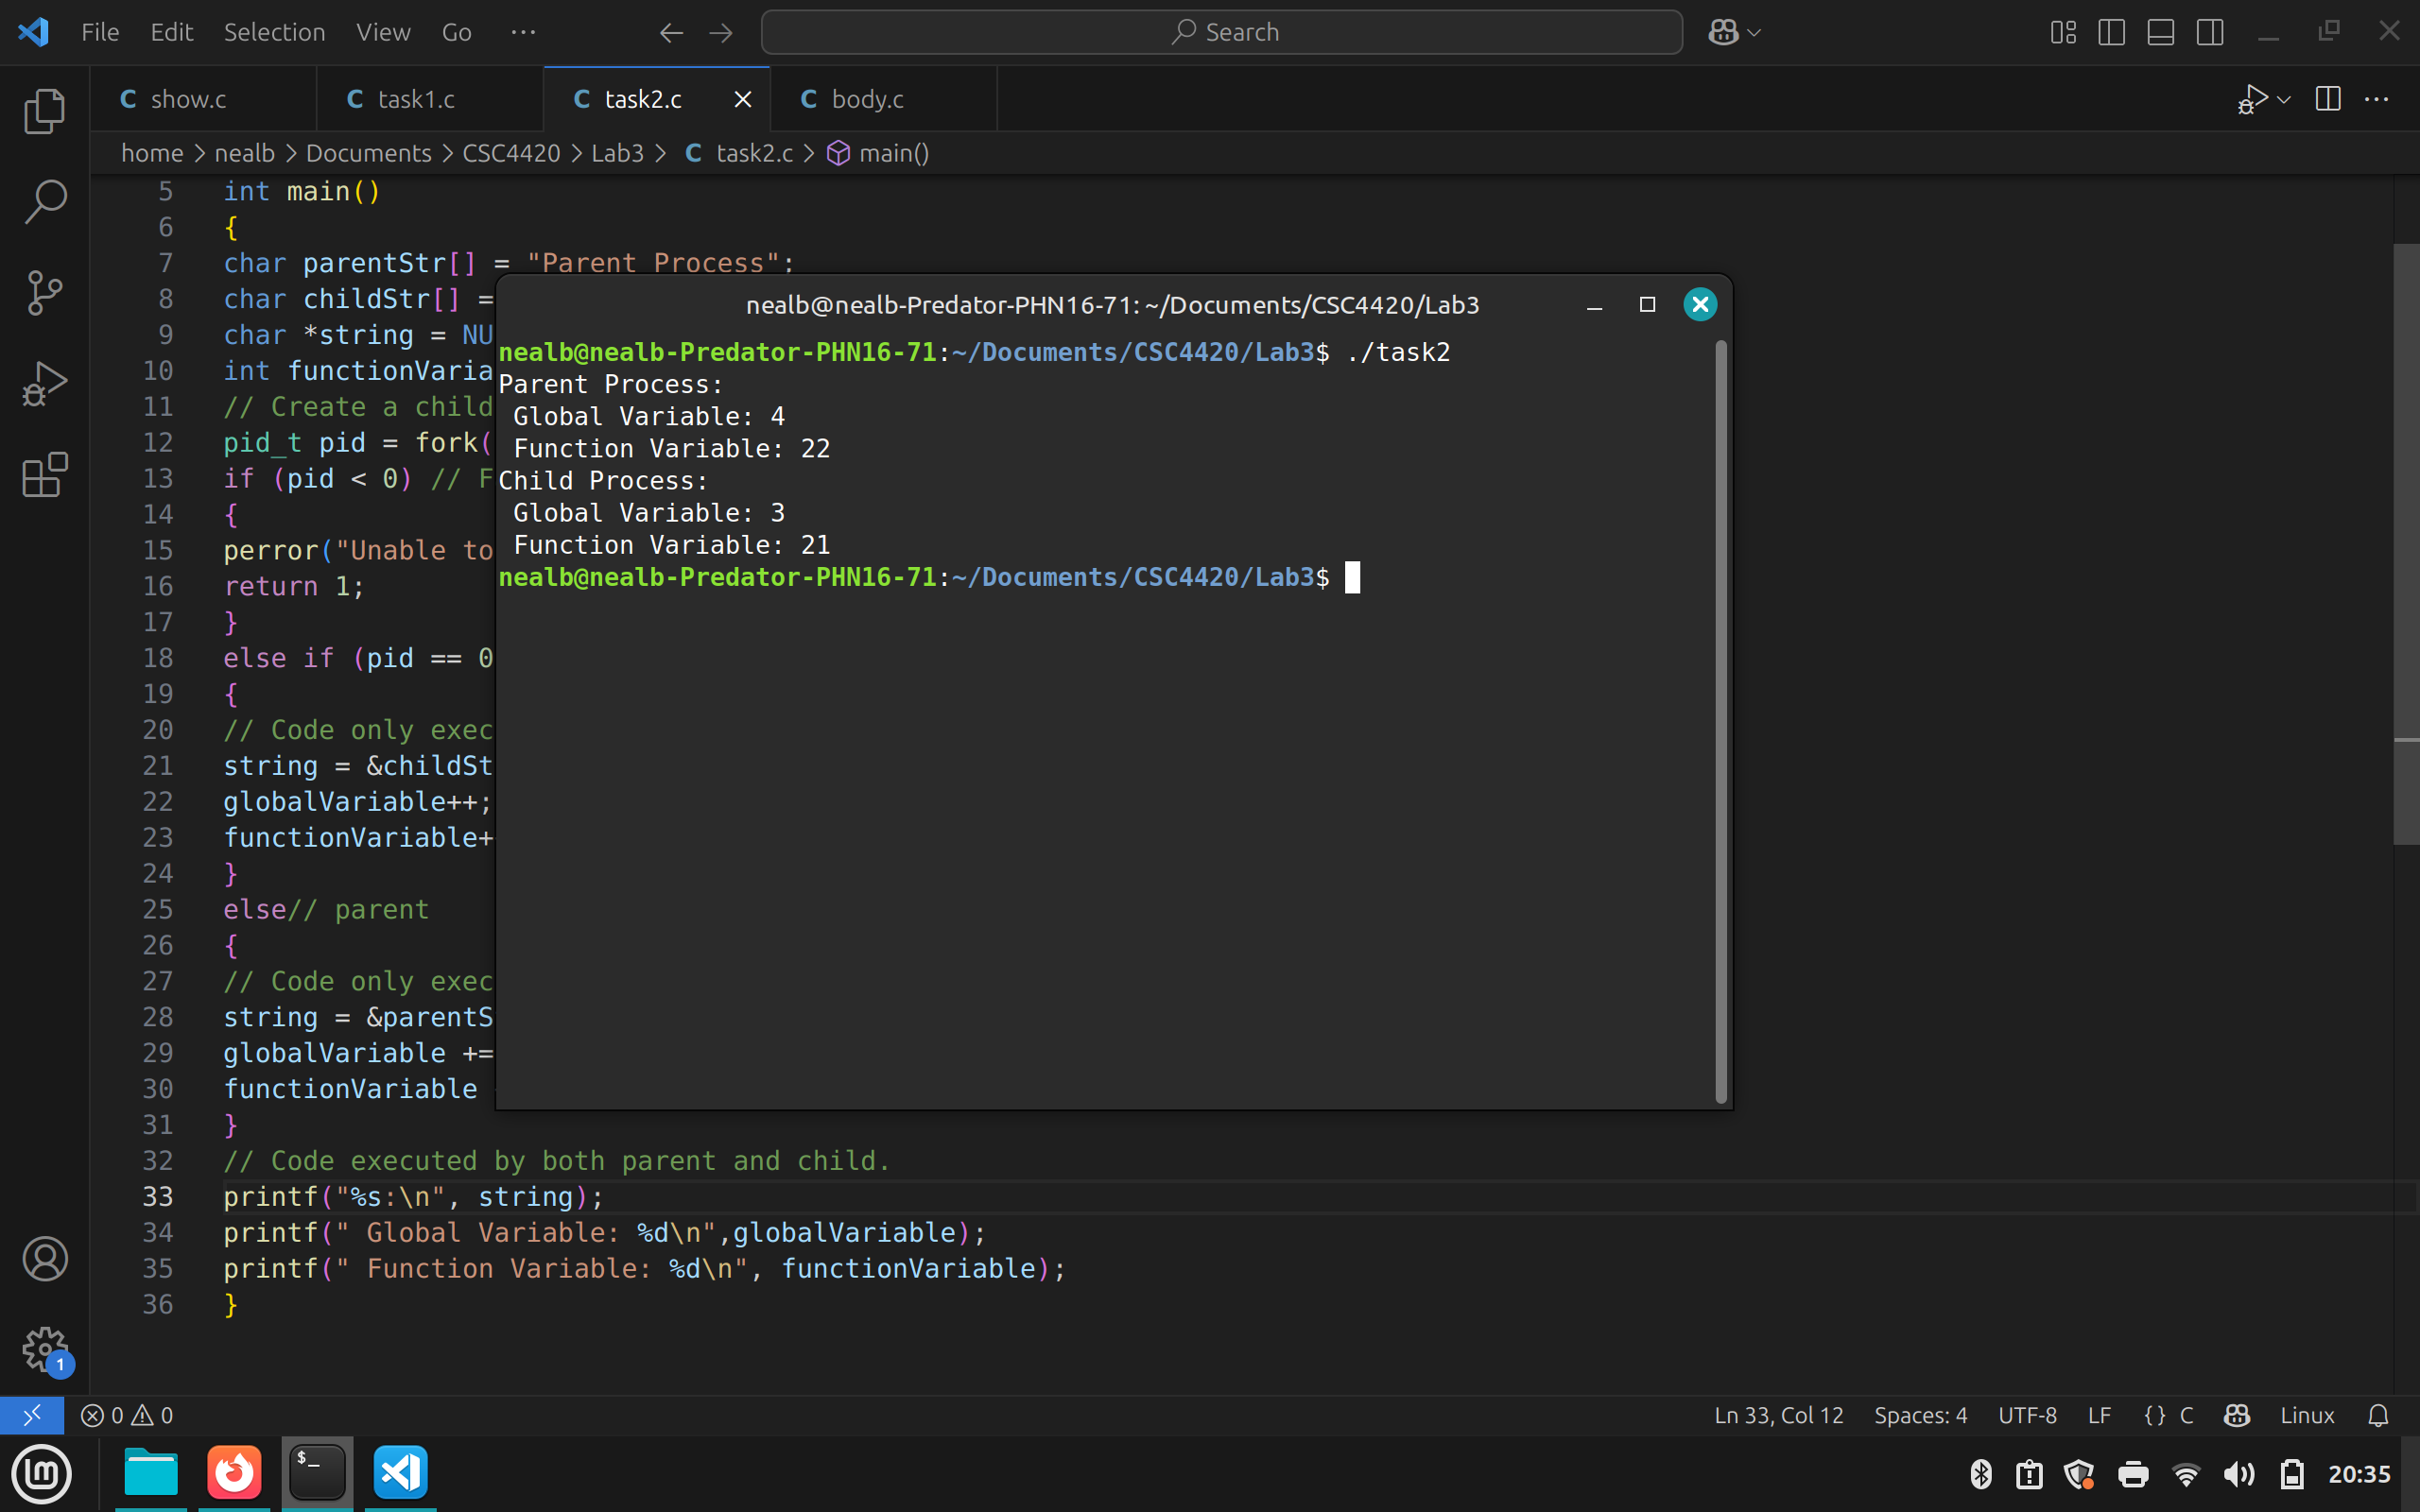 File Edit Selection View Go ··· Search
C show.c C task1.c C task2.c C body.c
home > nealb > Documents > CSC4420 > Lab3 > C task2.c > main()
5 int main()
6 {
7 char parentStr[] = "Parent Process";
8 char childStr[] =
9 char *string = NU
10 int functionVaria
11 // Create a child
12 pid_t pid = fork(
13 if (pid < 0) // F
14 {
15 perror("Unable to
16 return 1;
17 }
18 else if (pid == 0
19 {
20 // Code only exec
21 string = &childSt
22 globalVariable++;
23 functionVariable+
24 }
25 else// parent
26 {
27 // Code only exec
28 string = &parentS
29 globalVariable +=
30 functionVariable
31 }
32 // Code executed by both parent and child.
33 printf("%s:\n", string);
34 printf(" Global Variable: %d\n",globalVariable);
35 printf(" Function Variable: %d\n", functionVariable);
36 }
nealb@nealb-Predator-PHN16-71: ~/Documents/CSC4420/Lab3
nealb@nealb-Predator-PHN16-71:~/Documents/CSC4420/Lab3$ ./task2
Parent Process:
 Global Variable: 4
 Function Variable: 22
Child Process:
 Global Variable: 3
 Function Variable: 21
nealb@nealb-Predator-PHN16-71:~/Documents/CSC4420/Lab3$
1
0 0 Ln 33, Col 12 Spaces: 4 UTF-8 LF {} C Linux
$_ 20:35